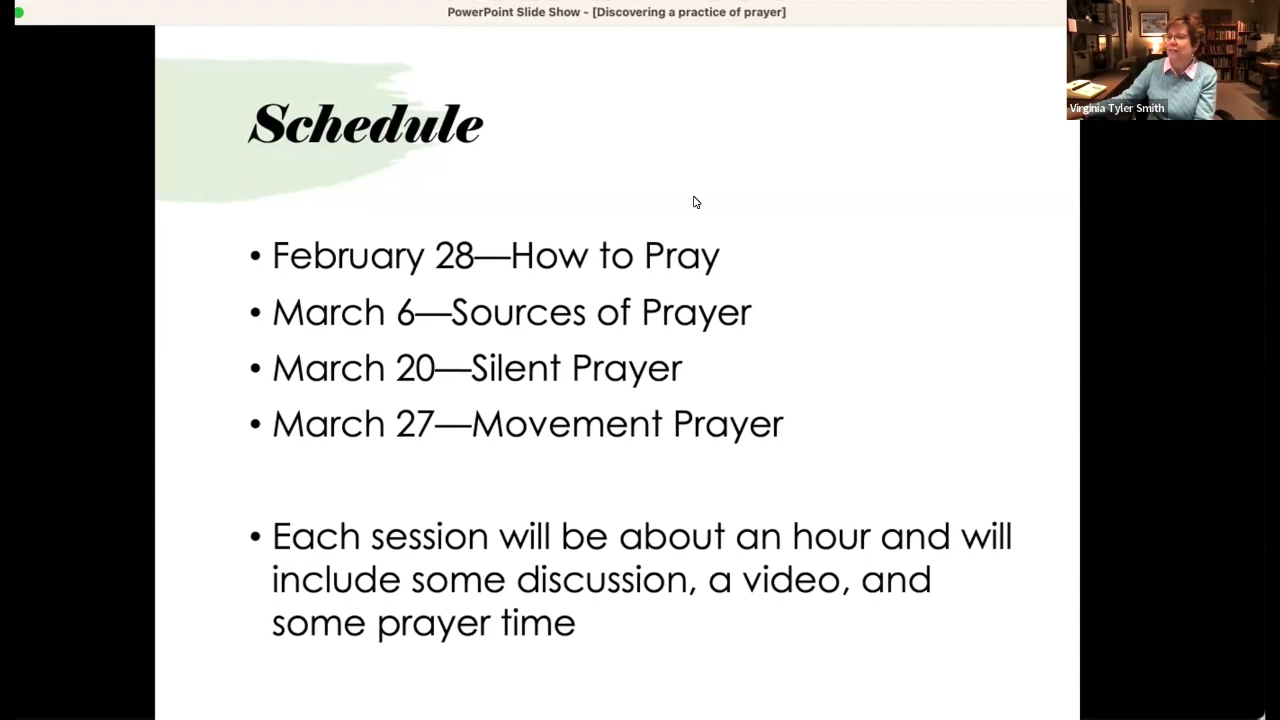 PowerPoint Slide Show - [Discovering a practice of prayer]
Virginia Tyler Smith
Schedule
• February 28—How to Pray
• March 6—Sources of Prayer
• March 20—Silent Prayer
• March 27—Movement Prayer
• Each session will be about an hour and will
include some discussion, a video, and
some prayer time